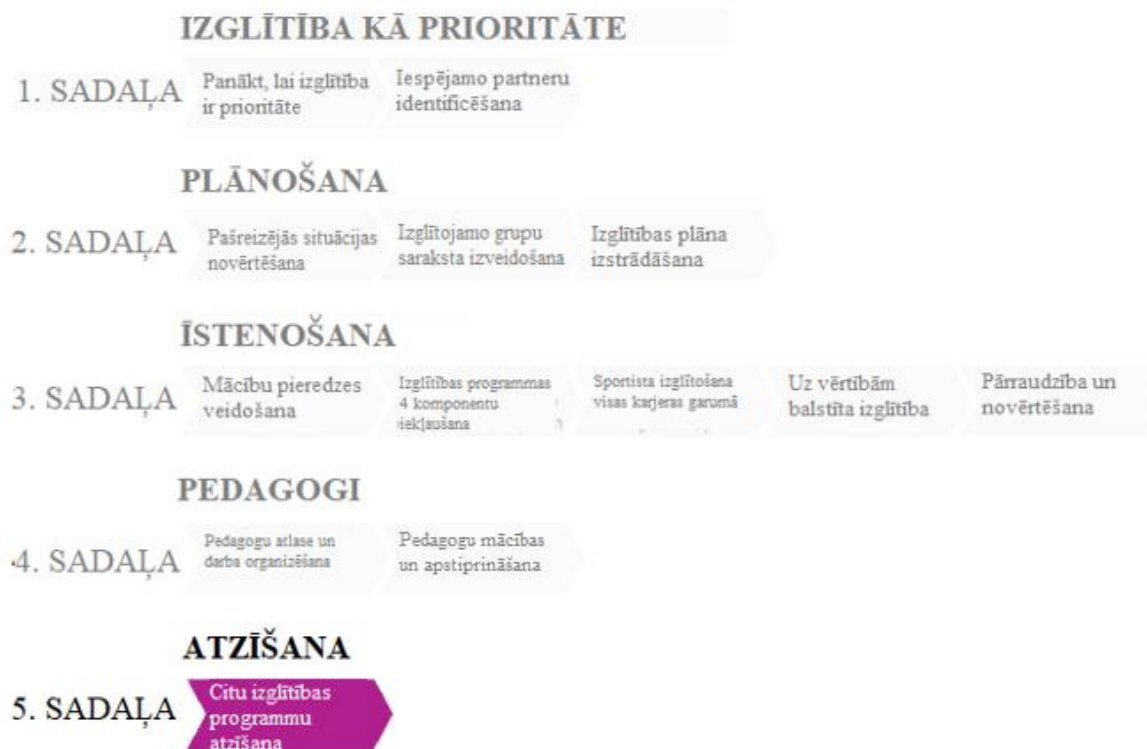 IZGLĪTĪBA KĀ PRIORITĀTE
1. SADAĻA
Panākt, lai izglītība
ir prioritāte
Iespējamo partneru
identificēšana
PLĀNOŠANA
2. SADAĻA
Pašreizējās situācijas
novērtēšana
Izglītojamo grupu
saraksta izveidošana
Izglītības plāna
izstrādāšana
ĪSTENOŠANA
3. SADAĻA
Mācību pieredzes
veidošana
Izglītības programmas
4 komponentu
iekļaušana
Sportista izglītošana
visas karjeras garumā
Uz vērtībām
balstīta izglītība
Pārraudzība un
novērtēšana
PEDAGOGI
4. SADAĻA
Pedagogu atlase un
darba organizēšana
Pedagogu mācības
un apstiprināšana
ATZĪŠANA
5. SADAĻA
Citu izglītības
programmu
atzīšana